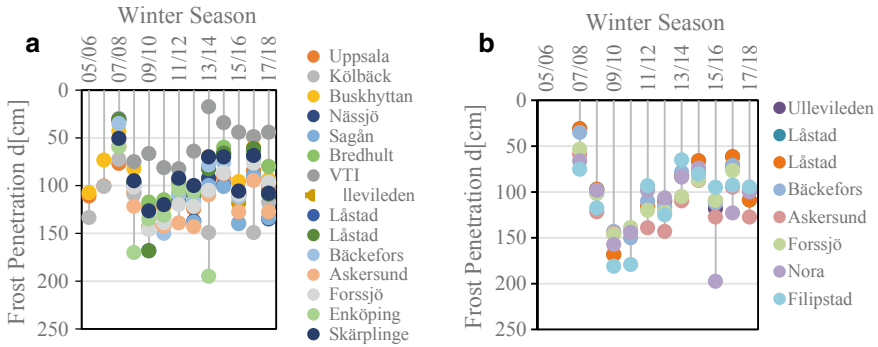 Winter Season
a
05/06
07/08
09/10
11/12
13/14
15/16
17/18
Frost Penetration d[cm]
0
50
100
150
200
250
Uppsala
Kölbäck
Buskhyttan
Nässjö
Sagån
Bredhult
VTI
llevileden
Låstad
Låstad
Bäckefors
Askersund
Forssjö
Enköping
Skärplinge
Winter Season
b
05/06
07/08
09/10
11/12
13/14
15/16
17/18
Frost Penetration d[cm]
0
50
100
150
200
250
Ullevileden
Låstad
Låstad
Bäckefors
Askersund
Forssjö
Nora
Filipstad